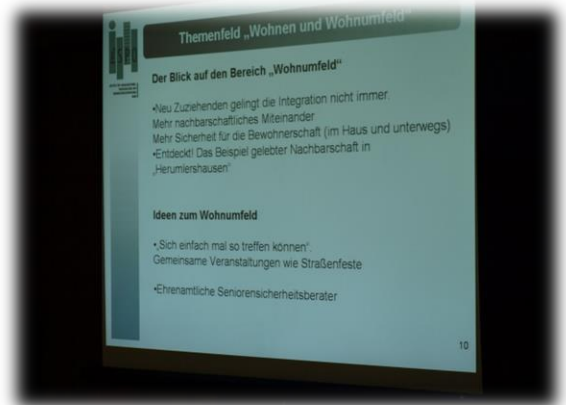 Themenfeld „Wohnen und Wohnumfeld“
Der Blick auf den Bereich „Wohnumfeld“
•Neu Zuziehenden gelingt die Integration nicht immer.
Mehr nachbarschaftliches Miteinander
Mehr Sicherheit für die Bewohnerschaft (im Haus und unterwegs)
•Entdeckt! Das Beispiel gelebter Nachbarschaft in
„Herumlershausen“
Ideen zum Wohnumfeld
•„Sich einfach mal so treffen können“.
Gemeinsame Veranstaltungen wie Straßenfeste
•Ehrenamtliche Seniorensicherheitsberater
10